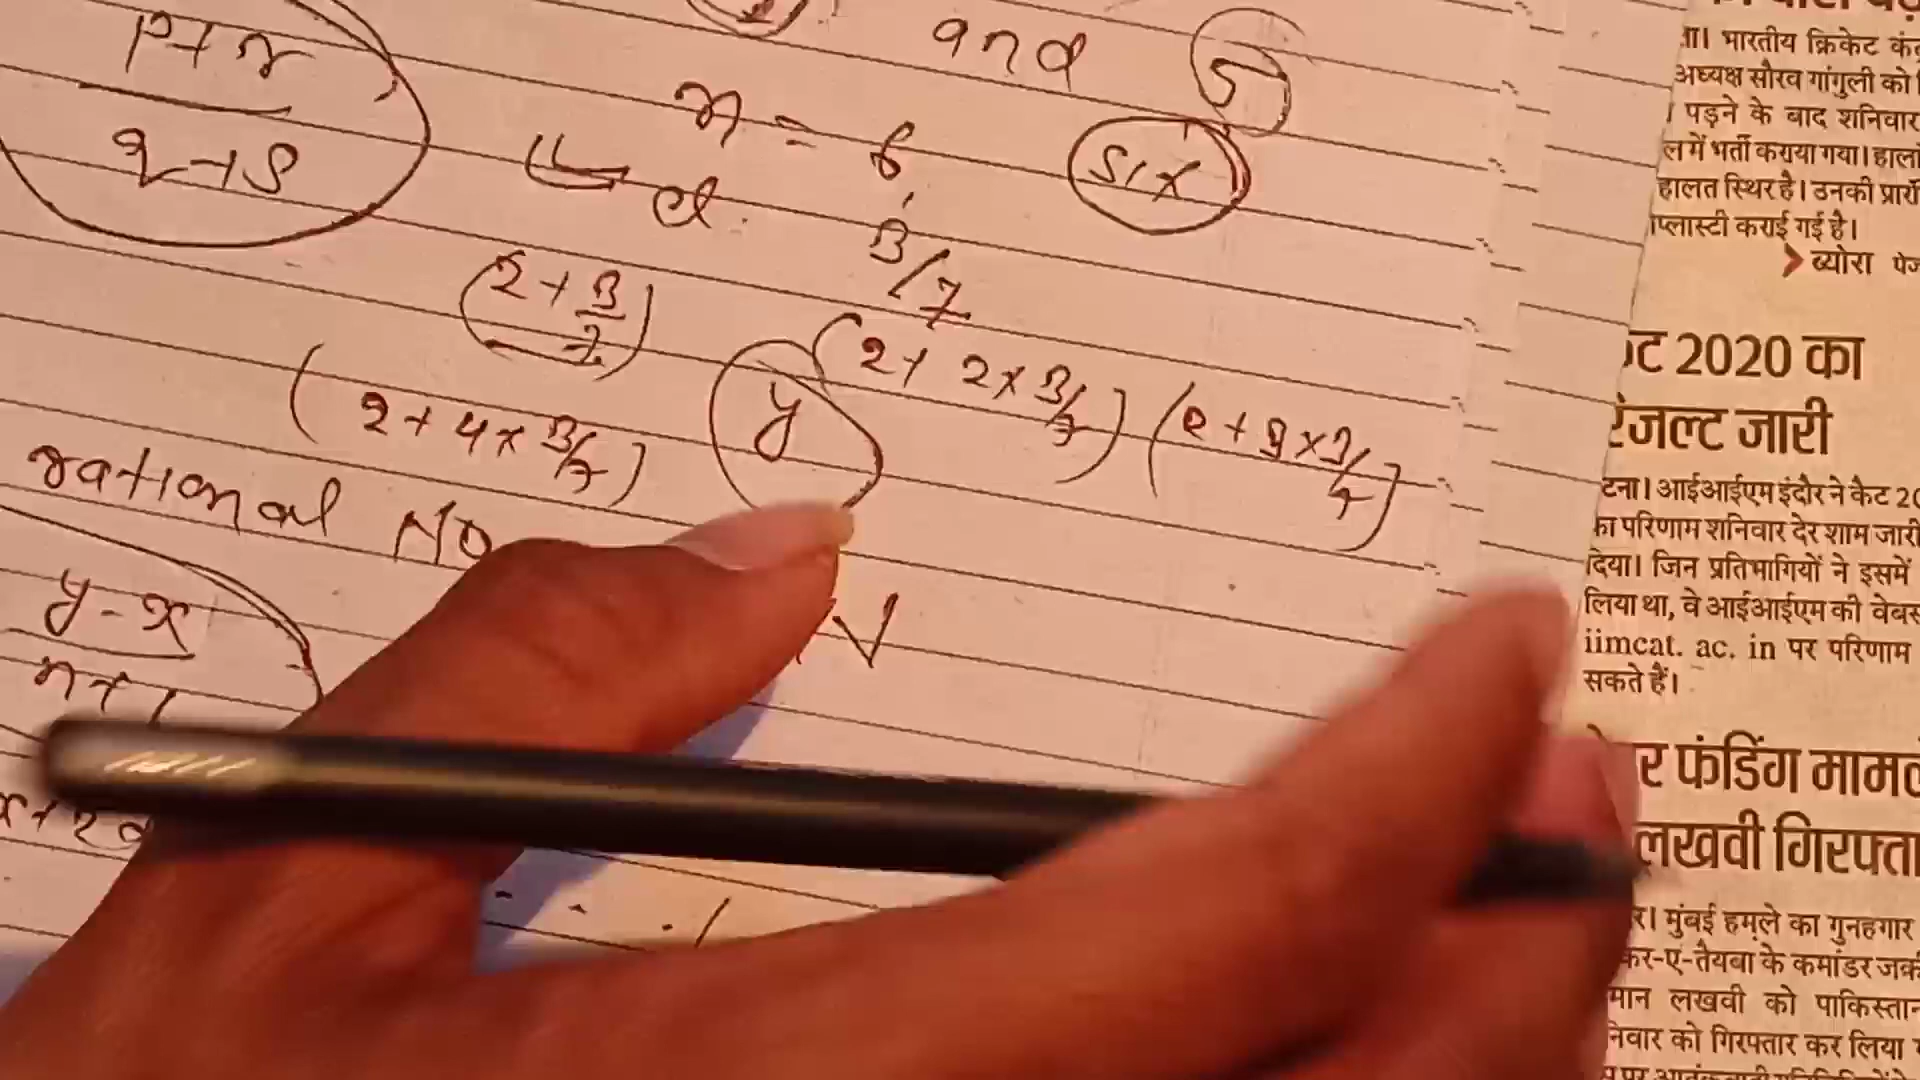 p+r
q+s
and 5
n = 6 six
d.
3/7
(2+3/7)
(2+2×3/7) (2+3×3/7)
(2+4×3/7) y
rational No
y-x
n+1
x+2d
ा। भारतीय क्रिकेट
अध्यक्ष सौरव गांगुली को
पड़ने के बाद शनिवार
ल में भर्ती कराया गया। हाल
हालत स्थिर है। उनकी प्रारं
प्लास्टी कराई गई है।
ब्योरा पेज
ट 2020 का
रिजल्ट जारी
टना। आईआईएम इंदौर ने कैट 20
का परिणाम शनिवार देर शाम जारी
दिया। जिन प्रतिभागियों ने इसमें
लिया था, वे आईआईएम की वेबस
iimcat. ac. in पर परिणाम
सकते हैं।
र फंडिंग मामले
लखवी गिरफ्ता
र। मुंबई हमले का गुनहगार
कर-ए-तैयबा के कमांडर जकी
मान लखवी को पाकिस्तान
निवार को गिरफ्तार कर लिया